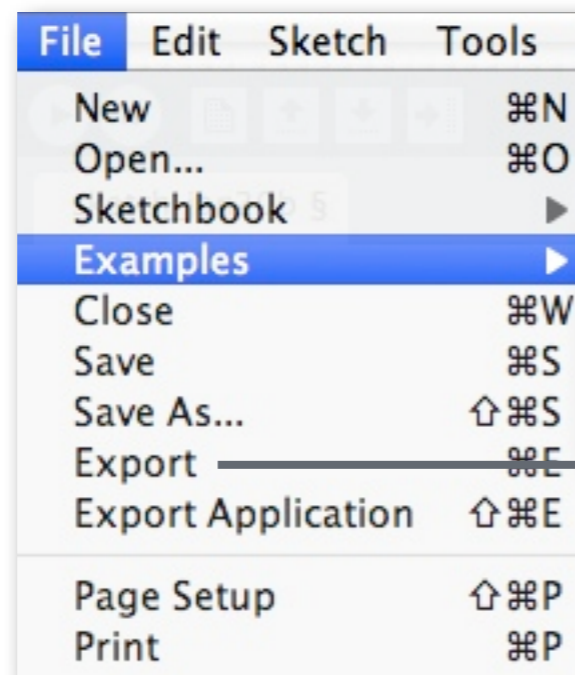 File Edit Sketch Tools
New ⌘N
Open... ⌘O
Sketchbook ▶
Examples ▶
Close ⌘W
Save ⌘S
Save As... ⇧⌘S
Export ⌘E
Export Application ⇧⌘E
Page Setup ⇧⌘P
Print ⌘P